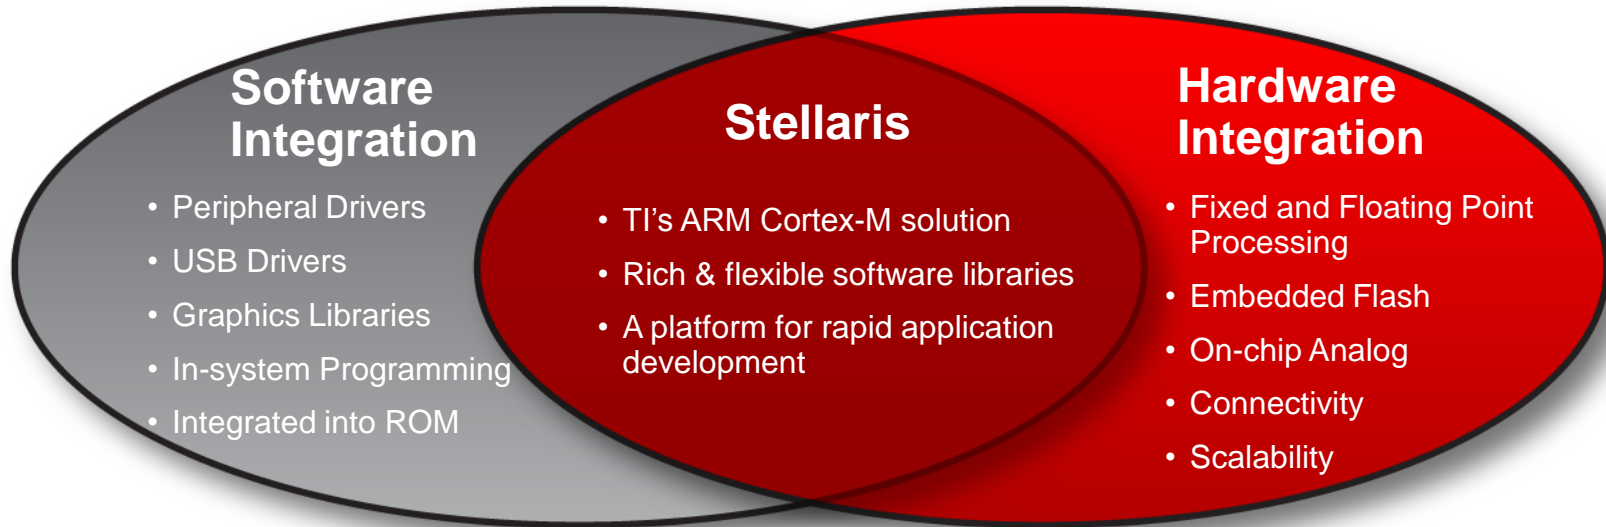 Software
Integration
• Peripheral Drivers
• USB Drivers
• Graphics Libraries
• In-system Programming
• Integrated into ROM
Stellaris
• TI’s ARM Cortex-M solution
• Rich & flexible software libraries
• A platform for rapid application
development
Hardware
Integration
• Fixed and Floating Point
Processing
• Embedded Flash
• On-chip Analog
• Connectivity
• Scalability